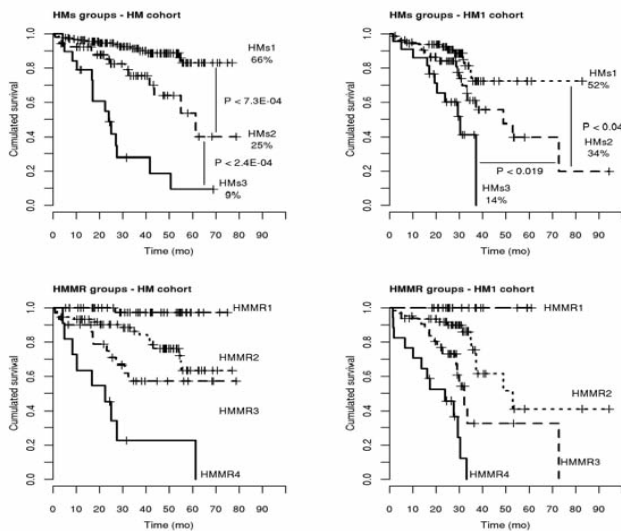 HMs groups - HM cohort
Cumulated survival
1.0
0.8
0.6
0.4
0.2
0.0
HMs1
66%
P < 7.3E-04
HMs2
25%
P < 2.4E-04
HMs3
9%
0 10 20 30 40 50 60 70 80 90
Time (mo)
HMs groups - HM1 cohort
Cumulated survival
1.0
0.8
0.6
0.4
0.2
0.0
HMs1
52%
P < 0.04
HMs2
34%
P < 0.019
HMs3
14%
0 10 20 30 40 50 60 70 80 90
Time (mo)
HMMR groups - HM cohort
Cumulated survival
1.0
0.8
0.6
0.4
0.2
0.0
HMMR1
HMMR2
HMMR3
HMMR4
0 10 20 30 40 50 60 70 80 90
Time (mo)
HMMR groups - HM1 cohort
Cumulated survival
1.0
0.8
0.6
0.4
0.2
0.0
HMMR1
HMMR2
HMMR3
HMMR4
0 10 20 30 40 50 60 70 80 90
Time (mo)